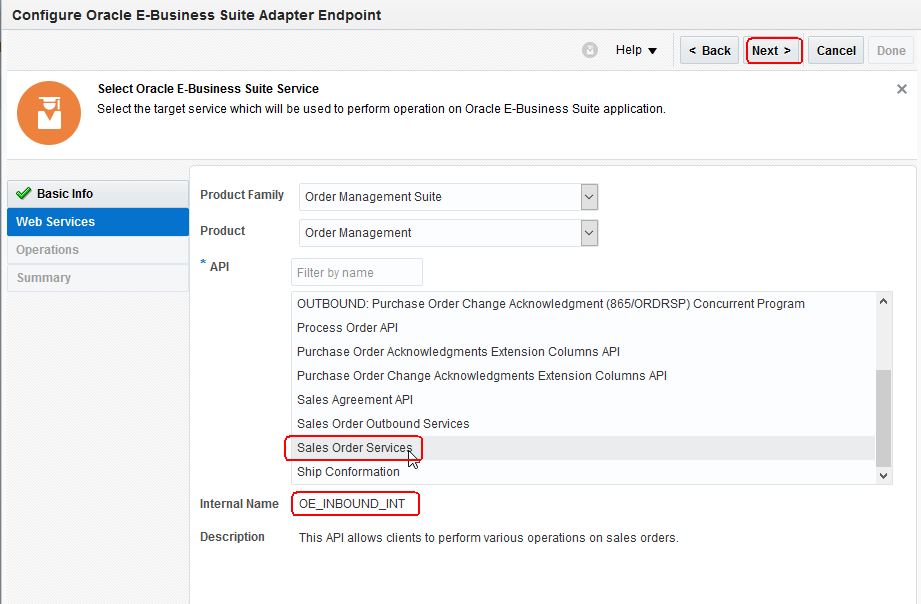 Configure Oracle E-Business Suite Adapter Endpoint
Help
< Back
Next >
Cancel
Done
Select Oracle E-Business Suite Service
Select the target service which will be used to perform operation on Oracle E-Business Suite application.
Basic Info
Web Services
Operations
Summary
Product Family
Order Management Suite
Product
Order Management
* API
Filter by name
OUTBOUND: Purchase Order Change Acknowledgment (865/ORDRSP) Concurrent Program
Process Order API
Purchase Order Acknowledgments Extension Columns API
Purchase Order Change Acknowledgments Extension Columns API
Sales Agreement API
Sales Order Outbound Services
Sales Order Services
Ship Conformation
Internal Name
OE_INBOUND_INT
Description
This API allows clients to perform various operations on sales orders.